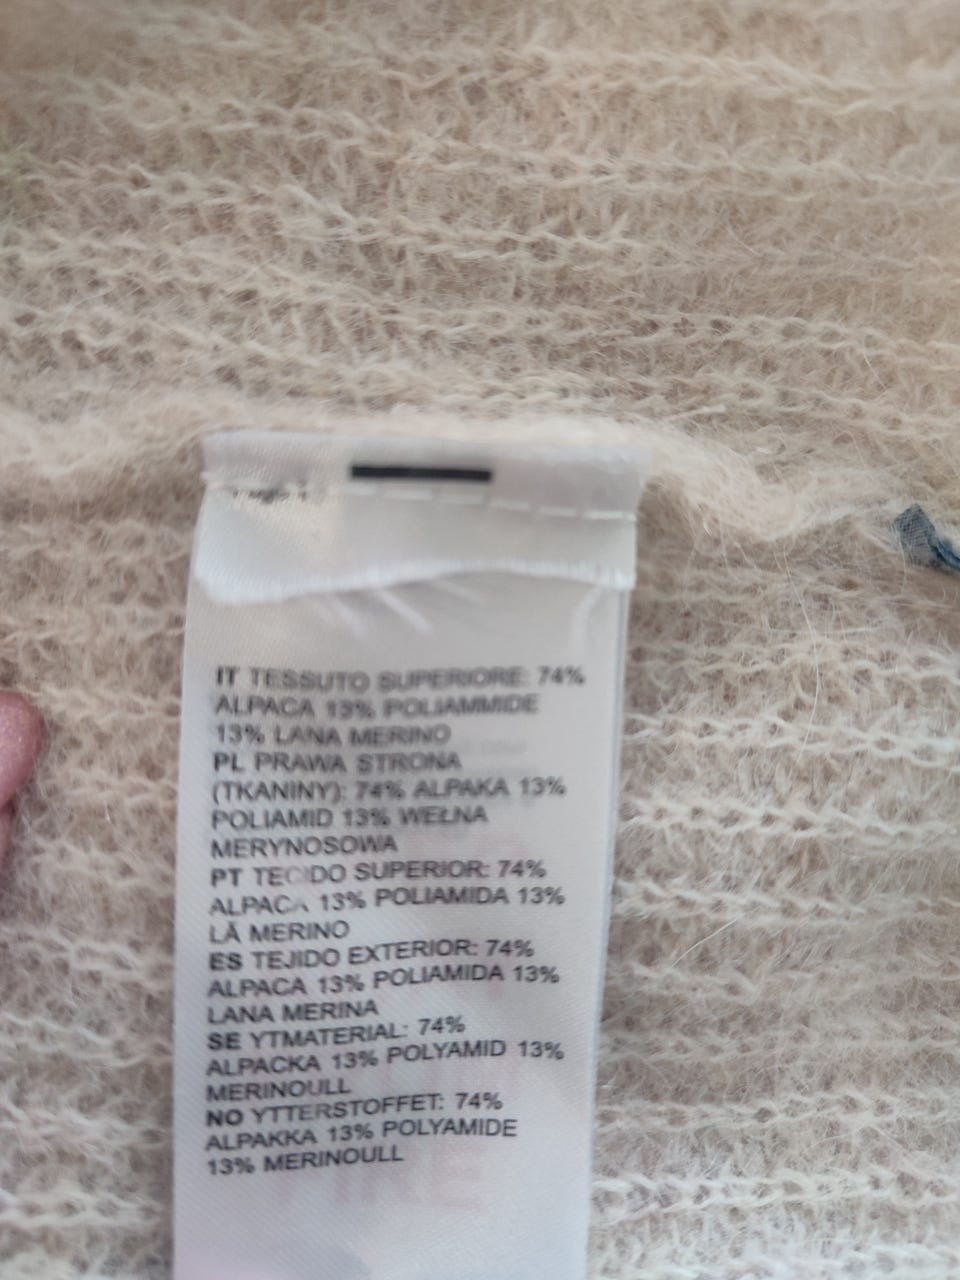 IT TESSUTO SUPERIORE: 74%
ALPACA 13% POLIAMMIDE
13% LANA MERINO
PL PRAWA STRONA
(TKANINY): 74% ALPAKA 13%
POLIAMID 13% WEŁNA
MERYNOSOWA
PT TECIDO SUPERIOR: 74%
ALPACA 13% POLIAMIDA 13%
LÃ MERINO
ES TEJIDO EXTERIOR: 74%
ALPACA 13% POLIAMIDA 13%
LANA MERINA
SE YTMATERIAL: 74%
ALPACKA 13% POLYAMID 13%
MERINOULL
NO YTTERSTOFFET: 74%
ALPAKKA 13% POLYAMIDE
13% MERINOULL